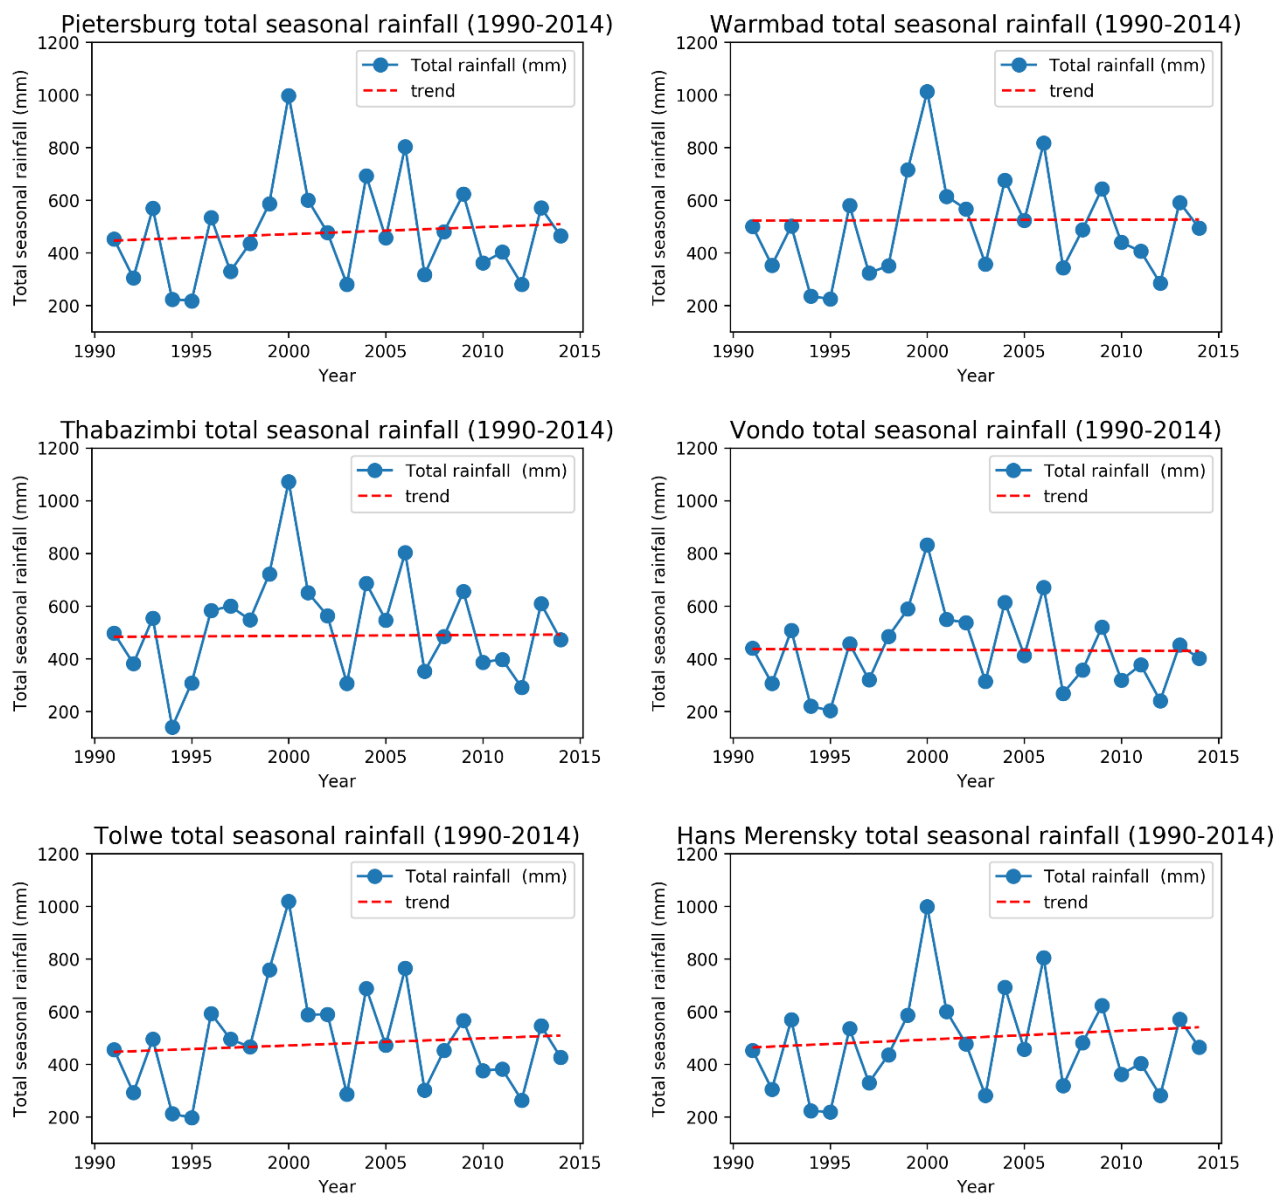 Pietersburg total seasonal rainfall (1990-2014)
Total seasonal rainfall (mm)
1200
1000
800
600
400
200
Total rainfall (mm)
trend
1990
1995
2000
2005
2010
2015
Year
Warmbad total seasonal rainfall (1990-2014)
Total seasonal rainfall (mm)
1200
1000
800
600
400
200
Total rainfall (mm)
trend
1990
1995
2000
2005
2010
2015
Year
Thabazimbi total seasonal rainfall (1990-2014)
Total seasonal rainfall (mm)
1200
1000
800
600
400
200
Total rainfall  (mm)
trend
1990
1995
2000
2005
2010
2015
Year
Vondo total seasonal rainfall (1990-2014)
Total seasonal rainfall (mm)
1200
1000
800
600
400
200
Total rainfall  (mm)
trend
1990
1995
2000
2005
2010
2015
Year
Tolwe total seasonal rainfall (1990-2014)
Total seasonal rainfall (mm)
1200
1000
800
600
400
200
Total rainfall  (mm)
trend
1990
1995
2000
2005
2010
2015
Year
Hans Merensky total seasonal rainfall (1990-2014)
Total seasonal rainfall (mm)
1200
1000
800
600
400
200
Total rainfall  (mm)
trend
1990
1995
2000
2005
2010
2015
Year